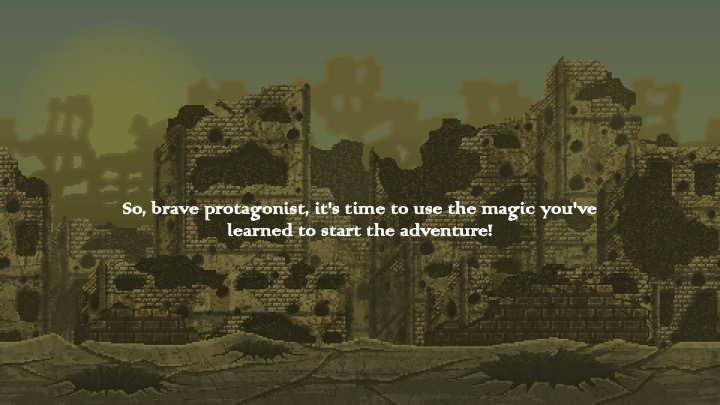 So, brave protagonist, it's time to use the magic you've
learned to start the adventure!